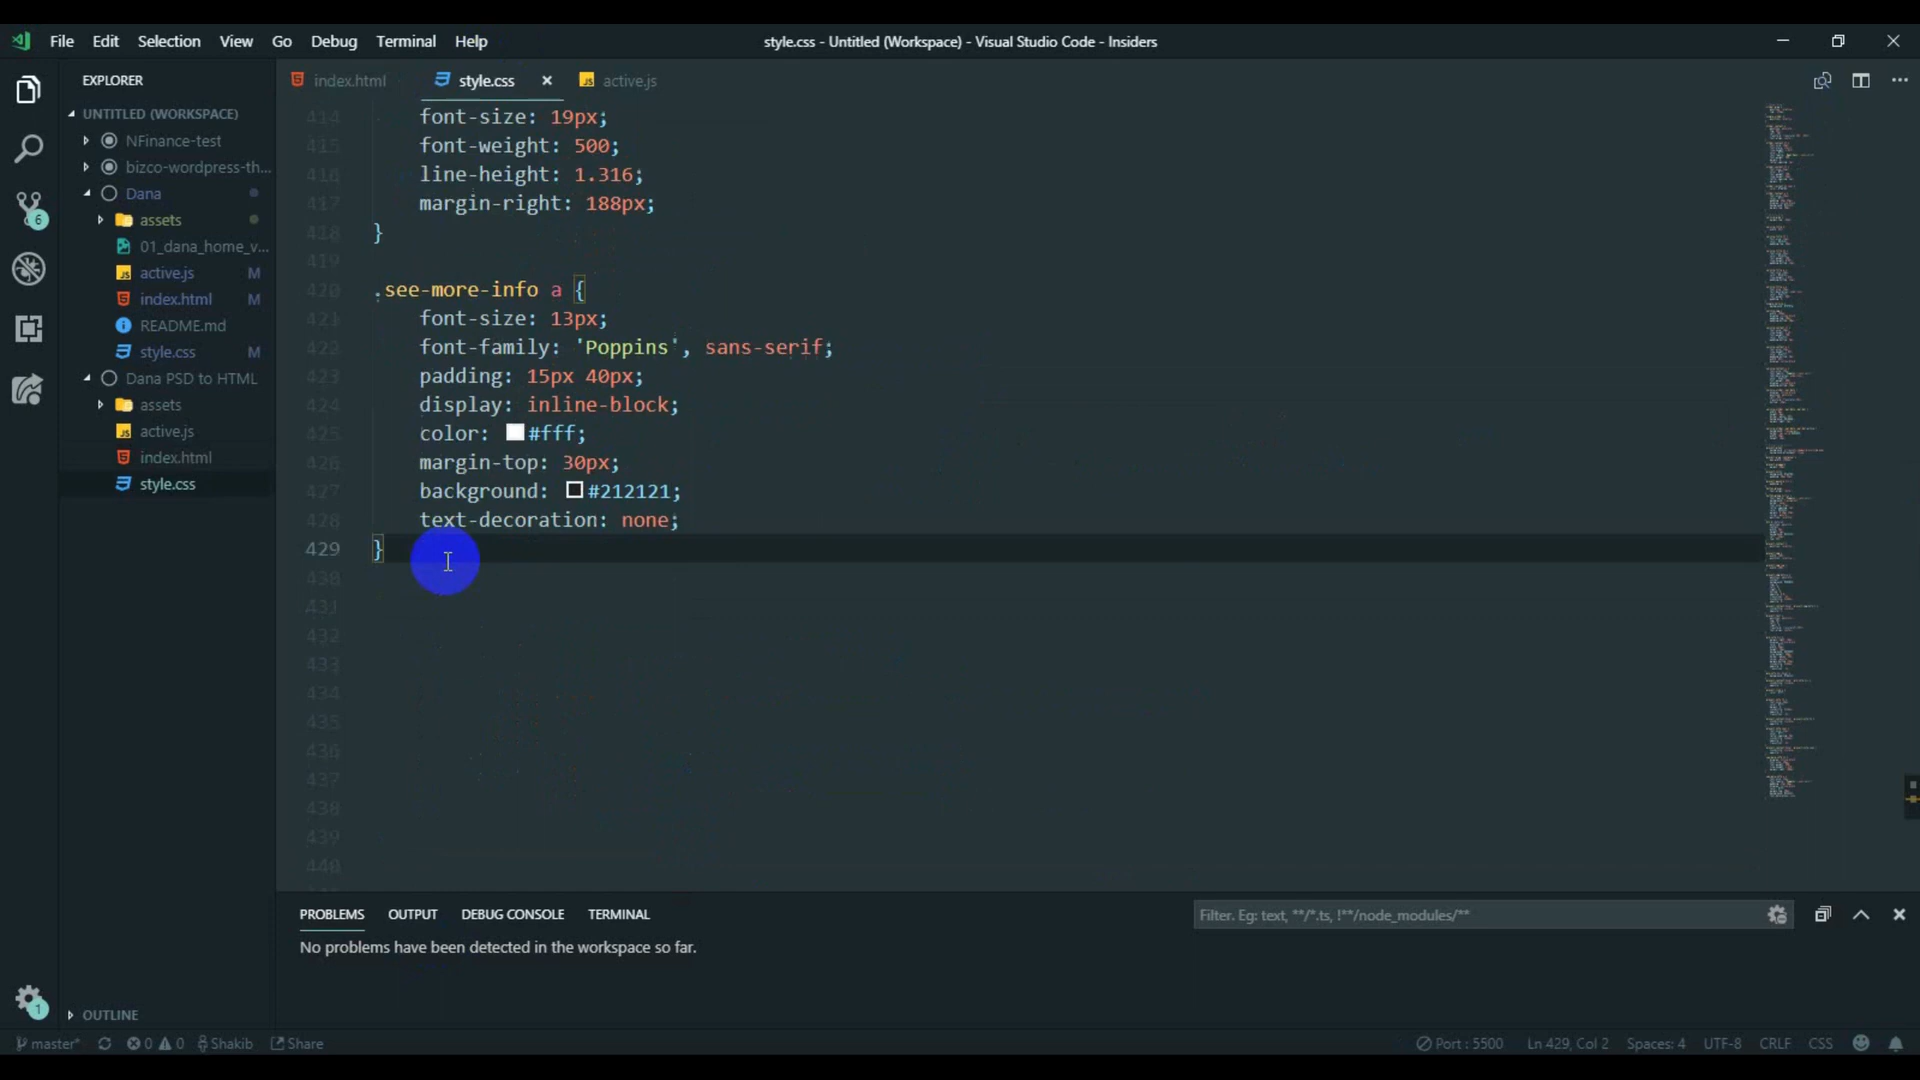 File Edit Selection View Go Debug Terminal Help
style.css - Untitled (Workspace) - Visual Studio Code - Insiders
EXPLORER
UNTITLED (WORKSPACE)
NFinance-test
bizco-wordpress-th...
Dana
assets
01_dana_home_v...
active.js M
index.html M
README.md
style.css M
Dana PSD to HTML
assets
active.js
index.html
style.css
OUTLINE
6
1
index.html style.css active.js
414 font-size: 19px;
415 font-weight: 500;
416 line-height: 1.316;
417 margin-right: 188px;
418 }
419
420 .see-more-info a {
421 font-size: 13px;
422 font-family: 'Poppins', sans-serif;
423 padding: 15px 40px;
424 display: inline-block;
425 color: #fff;
426 margin-top: 30px;
427 background: #212121;
428 text-decoration: none;
429 }
430
431
432
433
434
435
436
437
438
439
440
PROBLEMS OUTPUT DEBUG CONSOLE TERMINAL
Filter. Eg: text, **/*.ts, !**/node_modules/**
No problems have been detected in the workspace so far.
master* 0 0 Shakib Share
Port : 5500 Ln 429, Col 2 Spaces: 4 UTF-8 CRLF CSS